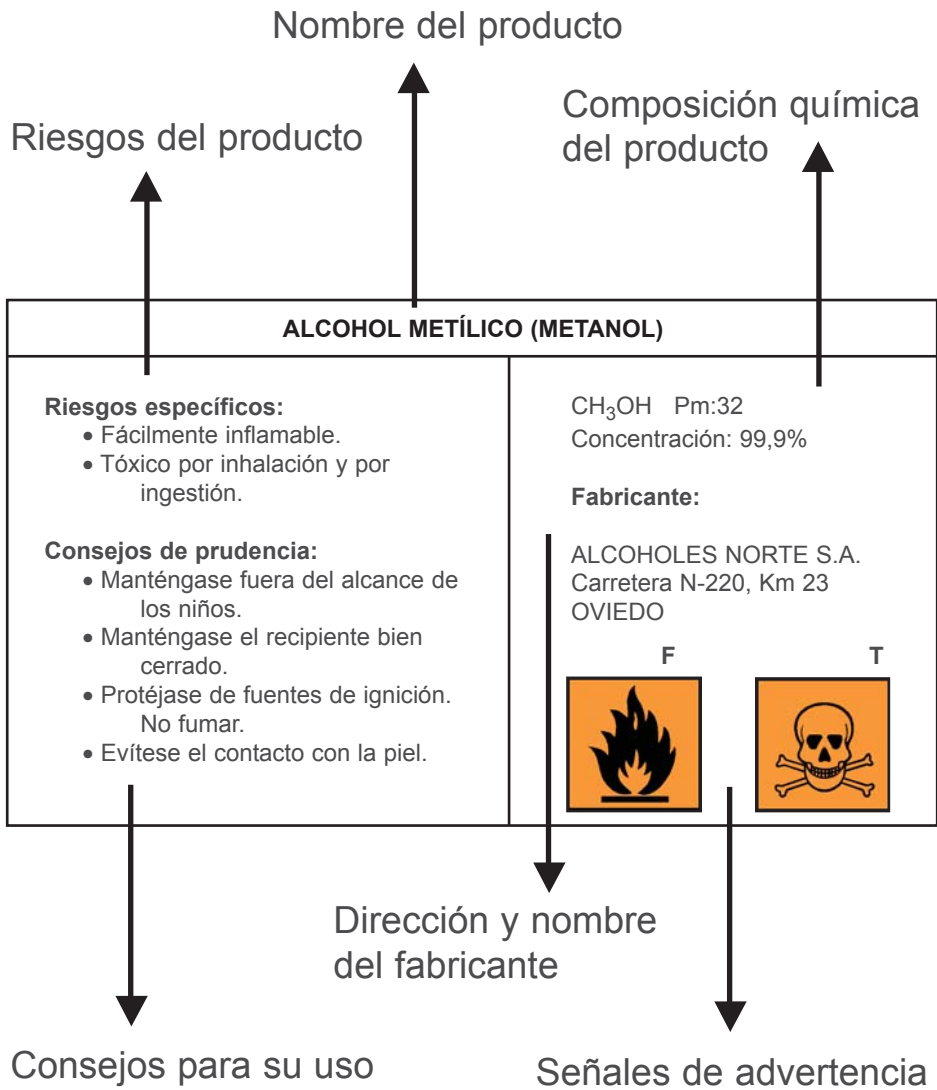 Nombre del producto
Composición química
del producto
Riesgos del producto
ALCOHOL METÍLICO (METANOL)
Riesgos específicos:
• Fácilmente inflamable.
• Tóxico por inhalación y por
ingestión.
Consejos de prudencia:
• Manténgase fuera del alcance de
los niños.
• Manténgase el recipiente bien
cerrado.
• Protéjase de fuentes de ignición.
No fumar.
• Evítese el contacto con la piel.
CH₃OH Pm:32
Concentración: 99,9%
Fabricante:
ALCOHOLES NORTE S.A.
Carretera N-220, Km 23
OVIEDO
F T
Dirección y nombre
del fabricante
Consejos para su uso
Señales de advertencia